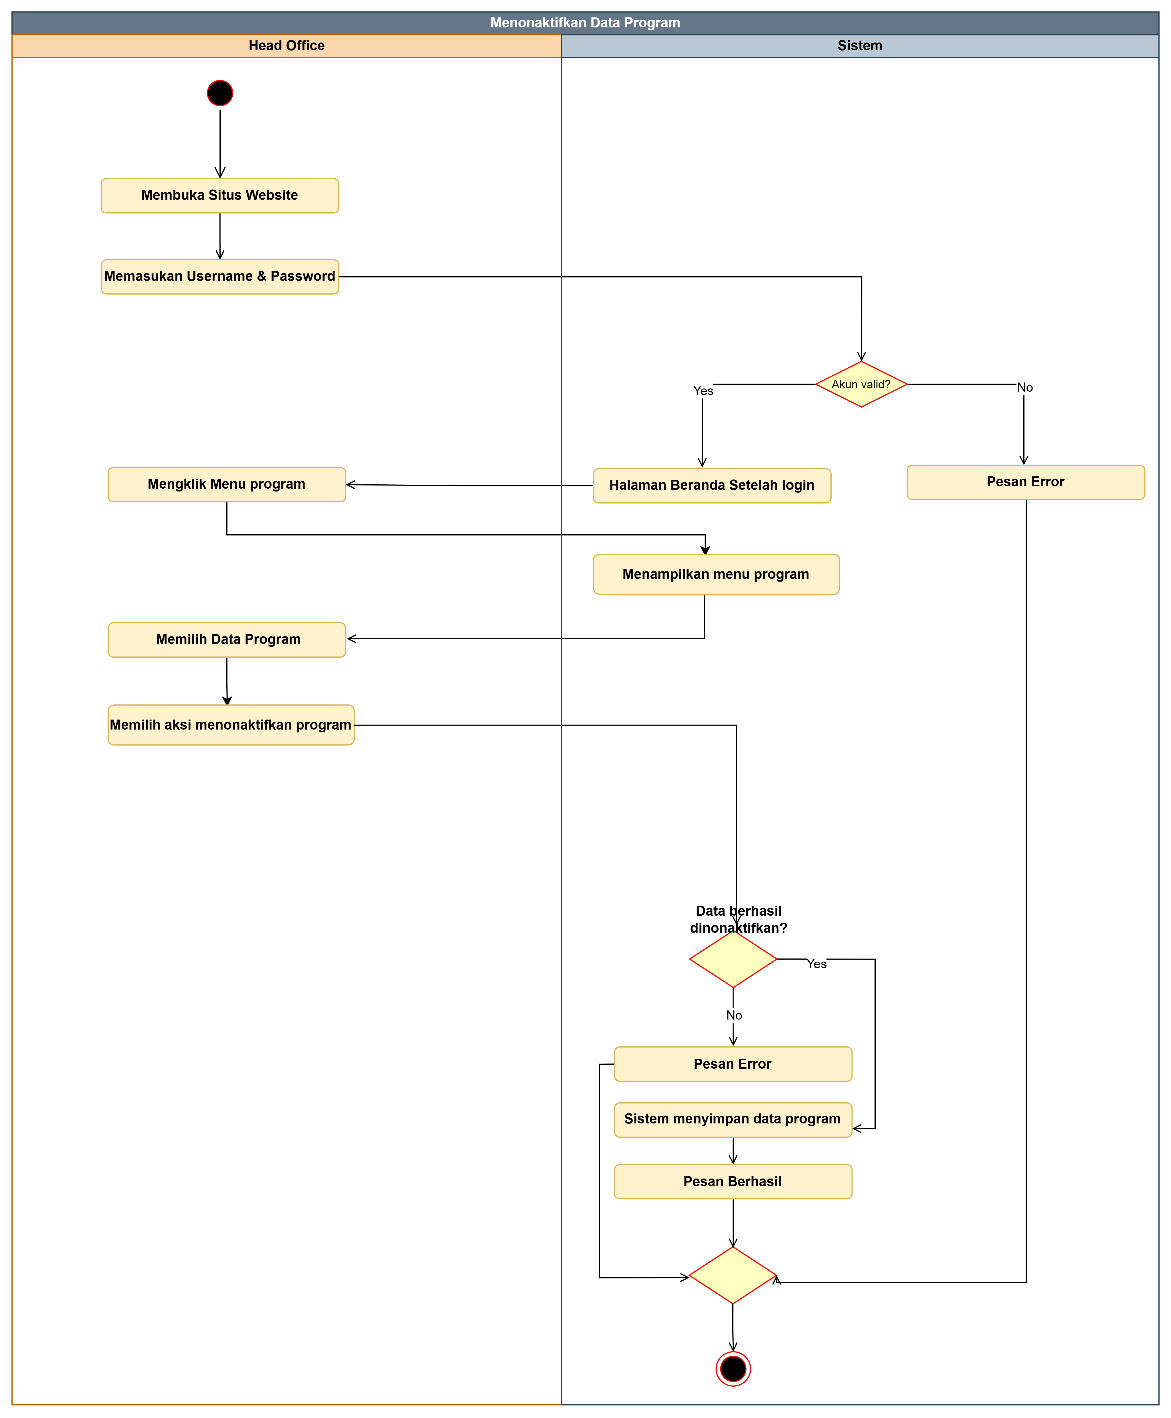 Menonaktifkan Data Program
Head Office
Sistem
Membuka Situs Website
Memasukan Username & Password
Akun valid?
Yes
No
Mengklik Menu program
Halaman Beranda Setelah login
Pesan Error
Menampilkan menu program
Memilih Data Program
Memilih aksi menonaktifkan program
Data berhasil
dinonaktifkan?
Yes
No
Pesan Error
Sistem menyimpan data program
Pesan Berhasil